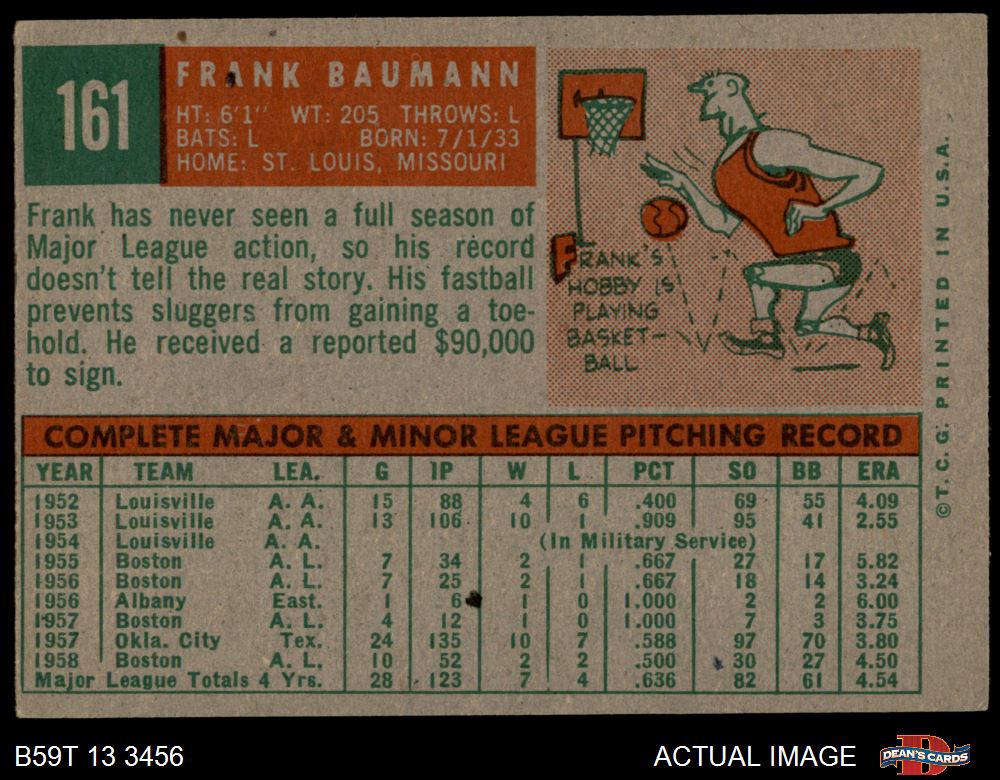 161
FRANK BAUMANN
HT: 6'1" WT: 205 THROWS: L
BATS: L BORN: 7/1/33
HOME: ST. LOUIS, MISSOURI
Frank has never seen a full season of
Major League action, so his record
doesn't tell the real story. His fastball
prevents sluggers from gaining a toe-
hold. He received a reported $90,000
to sign.
FRANK'S
HOBBY IS
PLAYING
BASKET-
BALL
COMPLETE MAJOR & MINOR LEAGUE PITCHING RECORD
YEAR TEAM LEA. G IP W L PCT SO BB ERA
1952 Louisville A. A. 15 88 4 6 .400 69 55 4.09
1953 Louisville A. A. 13 106 10 1 .909 95 41 2.55
1954 Louisville A. A. (In Military Service)
1955 Boston A. L. 7 34 2 1 .667 27 17 5.82
1956 Boston A. L. 7 25 2 1 .667 18 14 3.24
1956 Albany East. 1 6 1 0 1.000 2 2 6.00
1957 Boston A. L. 4 12 1 0 1.000 7 3 3.75
1957 Okla. City Tex. 24 135 10 7 .588 97 70 3.80
1958 Boston A. L. 10 52 2 2 .500 30 27 4.50
Major League Totals 4 Yrs. 28 123 7 4 .636 82 61 4.54
©T. C. G. PRINTED IN U.S.A.
B59T 13 3456
ACTUAL IMAGE
D
DEAN'S CARDS